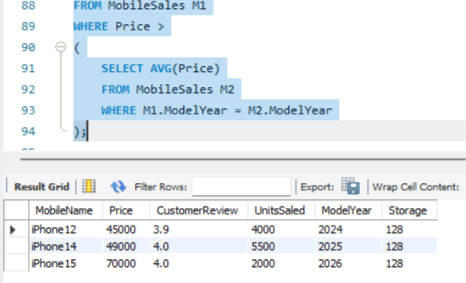 88 FROM MobileSales M1
89 WHERE Price >
90 (
91 SELECT AVG(Price)
92 FROM MobileSales M2
93 WHERE M1.ModelYear = M2.ModelYear
94 );
Result Grid Filter Rows: Export: Wrap Cell Content:
MobileName Price CustomerReview UnitsSaled ModelYear Storage
iPhone12 45000 3.9 4000 2024 128
iPhone14 49000 4.0 5500 2025 128
iPhone15 70000 4.0 2000 2026 128